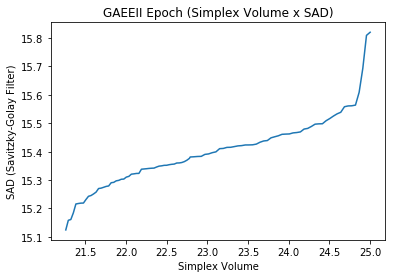 GAEEII Epoch (Simplex Volume x SAD)
SAD (Savitzky-Golay Filter)
15.8
15.7
15.6
15.5
15.4
15.3
15.2
15.1
21.5 22.0 22.5 23.0 23.5 24.0 24.5 25.0
Simplex Volume